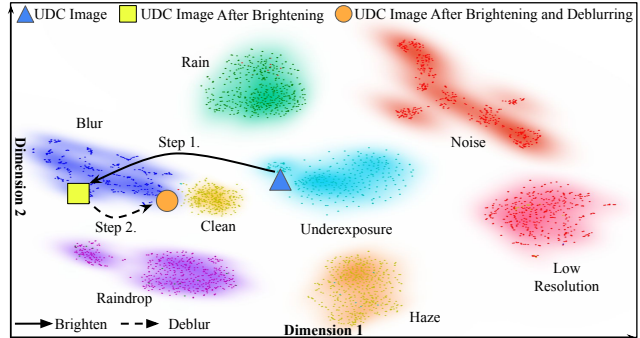 UDC Image
UDC Image After Brightening
UDC Image After Brightening and Deblurring
Rain
Noise
Blur
Step 1.
Dimension 2
Step 2.
Clean
Underexposure
Low
Resolution
Raindrop
Haze
Brighten
Deblur
Dimension 1